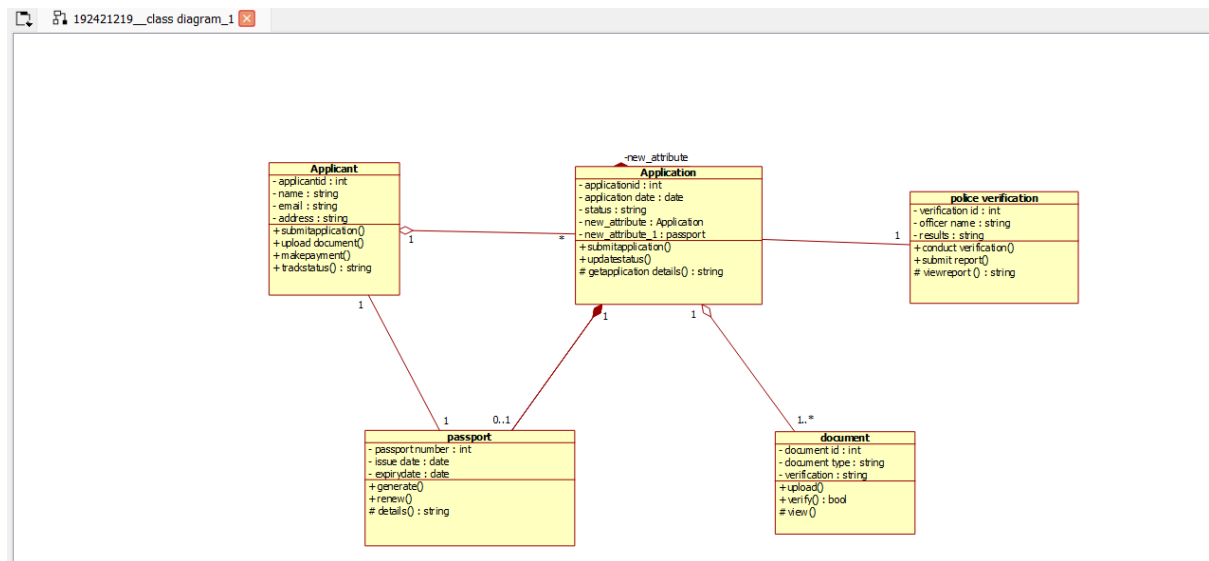 192421219__class diagram_1
-new_attribute
Applicant
- applicantid : int
- name : string
- email : string
- address : string
+ submitapplication()
+ upload document()
+ makepayment()
+ trackstatus() : string
Application
- applicationid : int
- application date : date
- status : string
- new_attribute : Application
- new_attribute_1 : passport
+ submitapplication()
+ updatestatus()
# getapplication details() : string
police verification
- verification id : int
- officer name : string
- results : string
+ conduct verification()
+ submit report()
# viewreport () : string
1
*
1
1
1
1
1
0..1
1..*
passport
- passport number : int
- issue date : date
- expirydate : date
+ generate()
+ renew()
# details() : string
document
- document id : int
- document type : string
- verification : string
+ upload()
+ verify() : bool
# view()